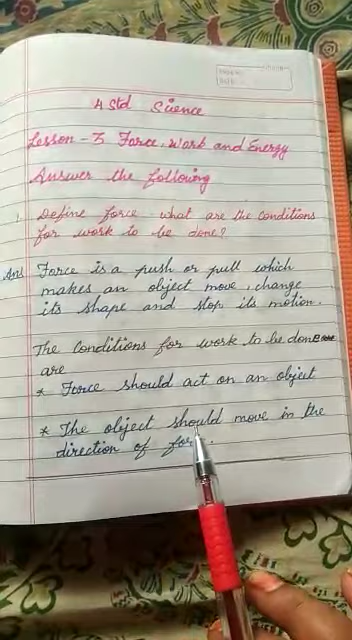 4 Std Science
Lesson - 3 Force, Work and Energy
Answer the following
1. Define force. What are the conditions
for work to be done?
Ans Force is a push or pull which
makes an object move, change
its shape and stop its motion.
The conditions for work to be done
are
* Force should act on an object
* The object should move in the
direction of